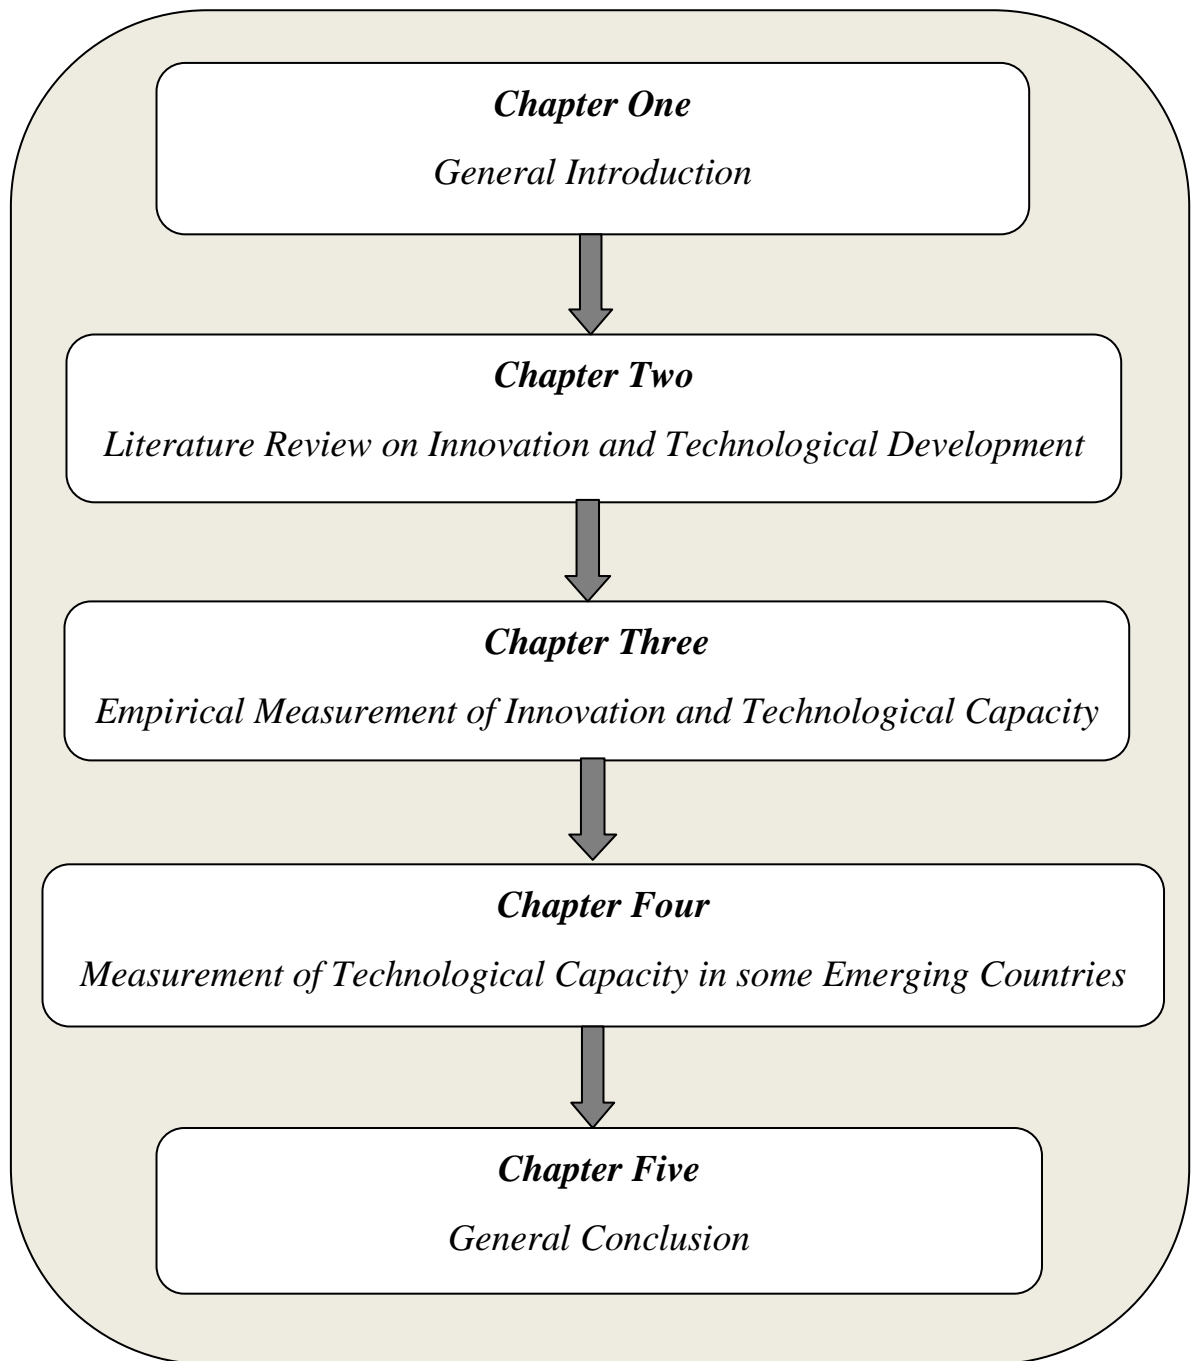 Chapter One
General Introduction
Chapter Two
Literature Review on Innovation and Technological Development
Chapter Three
Empirical Measurement of Innovation and Technological Capacity
Chapter Four
Measurement of Technological Capacity in some Emerging Countries
Chapter Five
General Conclusion